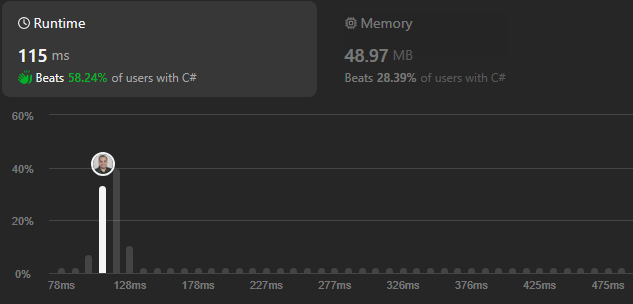 Runtime
115 ms
Beats 58.24% of users with C#
Memory
48.97 MB
Beats 28.39% of users with C#
60%
40%
20%
0%
78ms 128ms 178ms 227ms 277ms 326ms 376ms 425ms 475ms